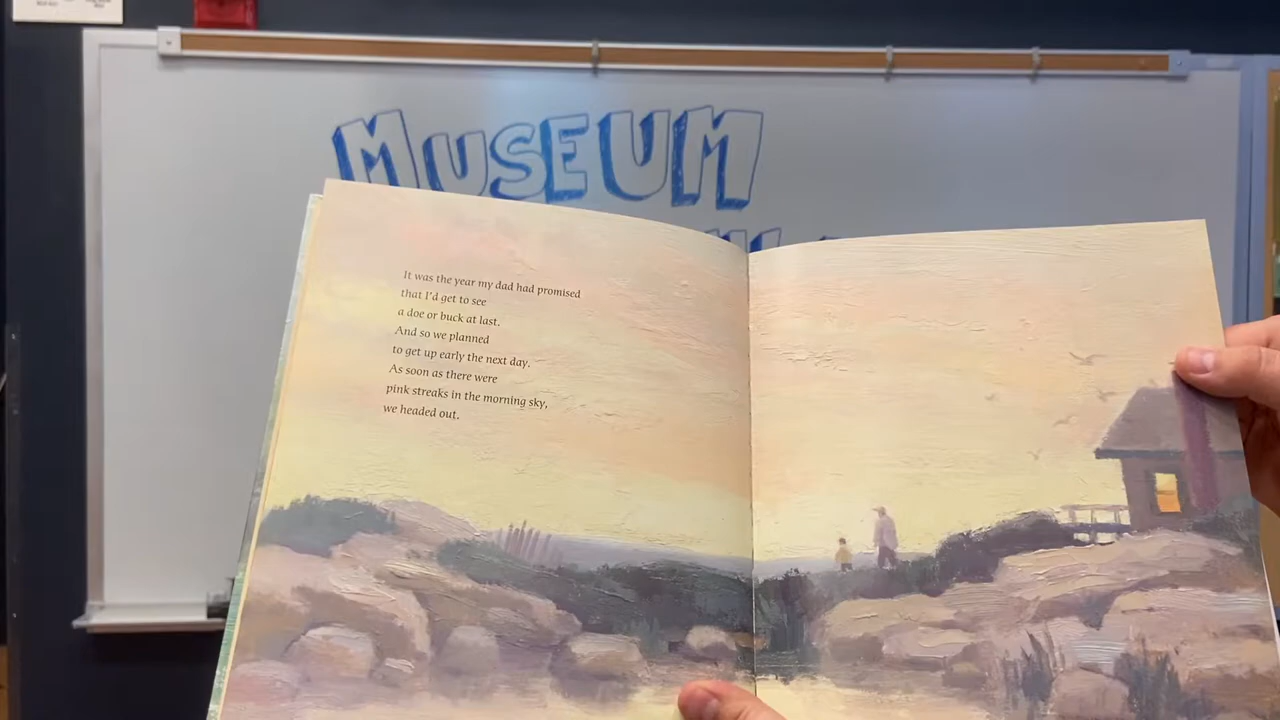 MUSEUM
It was the year my dad had promised
that I'd get to see
a doe or buck at last.
And so we planned
to get up early the next day.
As soon as there were
pink streaks in the morning sky,
we headed out.